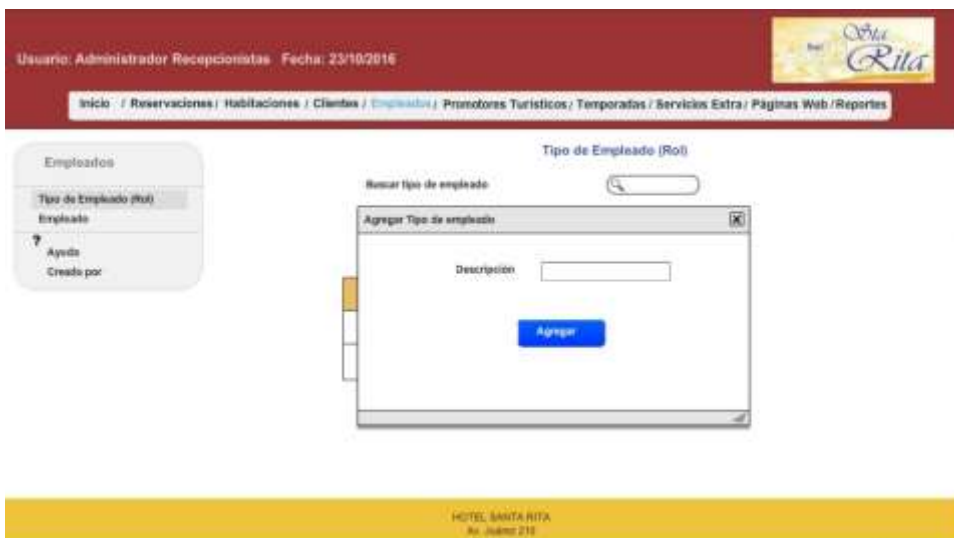 Usuario: Administrador Recepcionistas Fecha: 23/10/2016
Sta
Rita
Inicio / Reservaciones / Habitaciones / Clientes / Empleados / Promotores Turísticos / Temporadas / Servicios Extra / Páginas Web / Reportes
Empleados
Tipo de Empleado (Rol)
Empleado
?
Ayuda
Creado por
Tipo de Empleado (Rol)
Buscar tipo de empleado
Agregar Tipo de empleado
Descripción
Agregar
HOTEL SANTA RITA
Av. Juárez 210